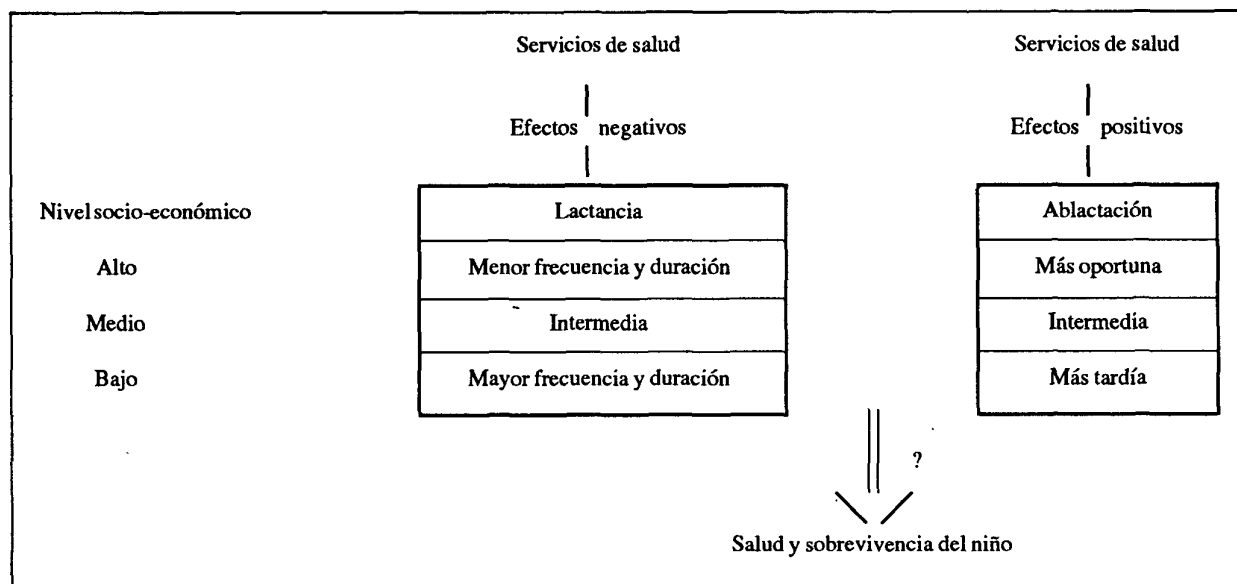 Servicios de salud Servicios de salud
Efectos negativos Efectos positivos
Nivel socio-económico Lactancia Ablactación
Alto Menor frecuencia y duración Más oportuna
Medio Intermedia Intermedia
Bajo Mayor frecuencia y duración Más tardía
?
Salud y sobrevivencia del niño